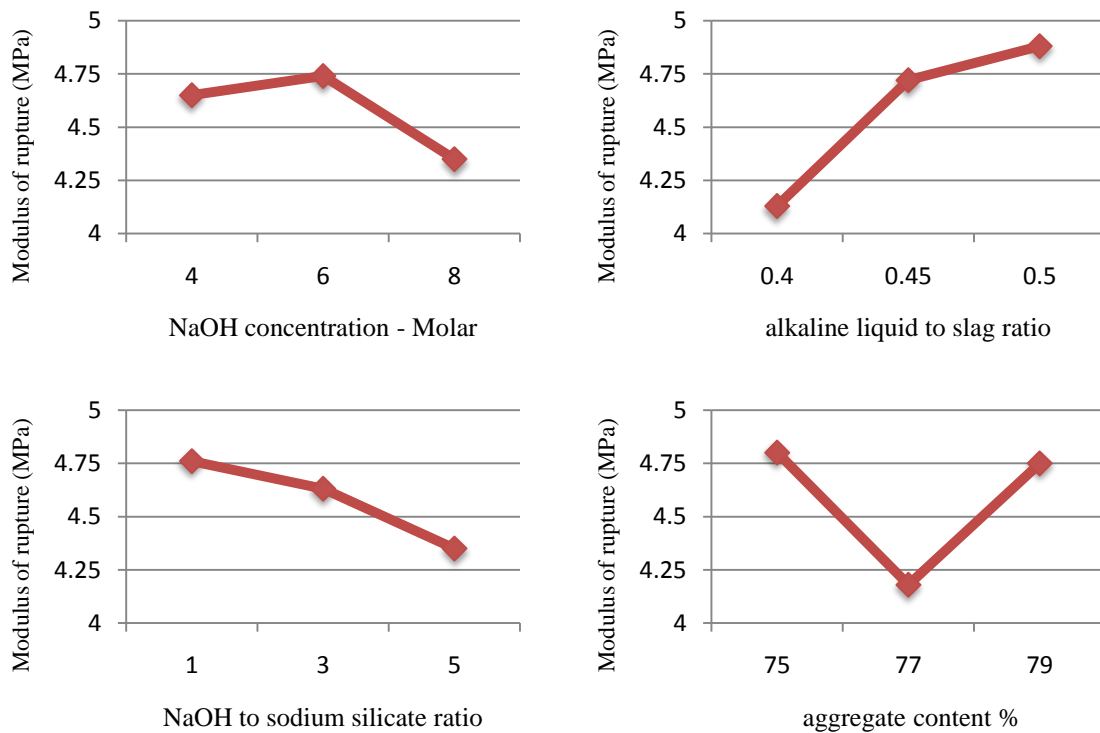 Modulus of rupture (MPa)
5
4.75
4.5
4.25
4
4 6 8
NaOH concentration - Molar
Modulus of rupture (MPa)
5
4.75
4.5
4.25
4
0.4 0.45 0.5
alkaline liquid to slag ratio
Modulus of rupture (MPa)
5
4.75
4.5
4.25
4
1 3 5
NaOH to sodium silicate ratio
Modulus of rupture (MPa)
5
4.75
4.5
4.25
4
75 77 79
aggregate content %